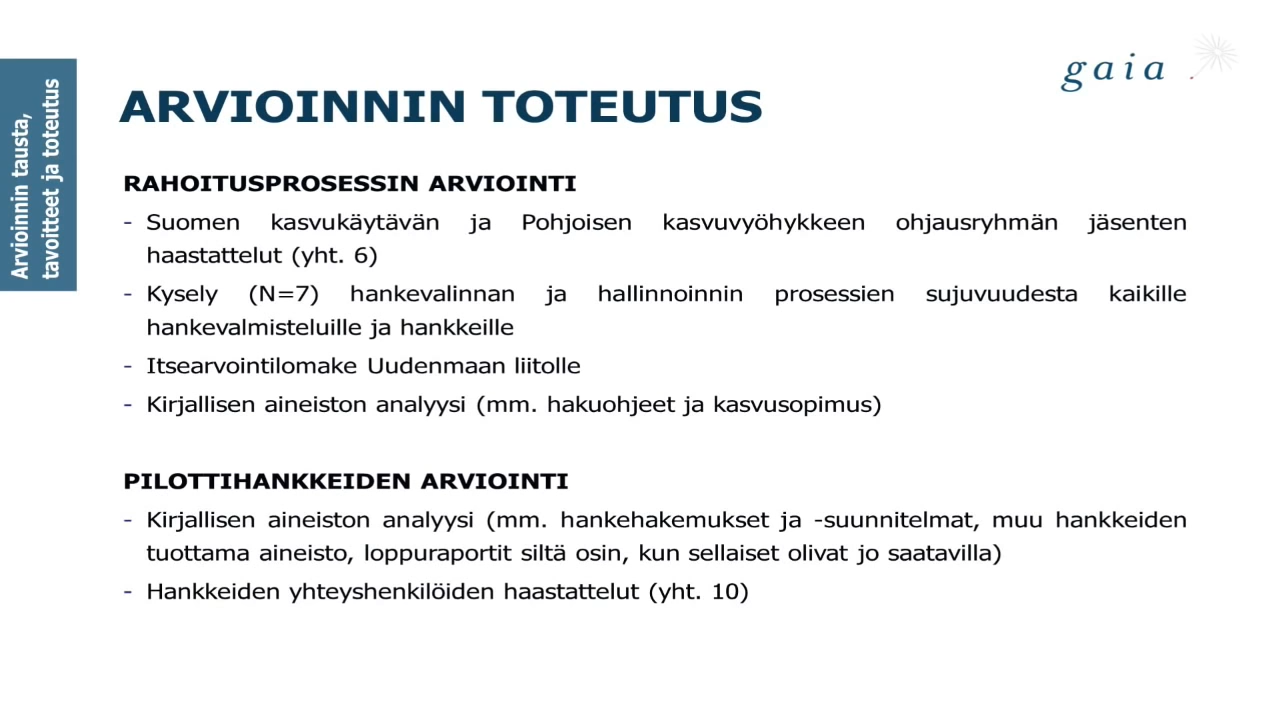 Arvioinnin tausta,
tavoitteet ja toteutus
gaia
ARVIOINNIN TOTEUTUS
RAHOITUSPROSESSIN ARVIOINTI
- Suomen kasvukäytävän ja Pohjoisen kasvuvyöhykkeen ohjausryhmän jäsenten
haastattelut (yht. 6)
- Kysely (N=7) hankevalinnan ja hallinnoinnin prosessien sujuvuudesta kaikille
hankevalmisteluille ja hankkeille
- Itsearvointilomake Uudenmaan liitolle
- Kirjallisen aineiston analyysi (mm. hakuohjeet ja kasvusopimus)
PILOTTIHANKKEIDEN ARVIOINTI
- Kirjallisen aineiston analyysi (mm. hankehakemukset ja -suunnitelmat, muu hankkeiden
tuottama aineisto, loppuraportit siltä osin, kun sellaiset olivat jo saatavilla)
- Hankkeiden yhteyshenkilöiden haastattelut (yht. 10)